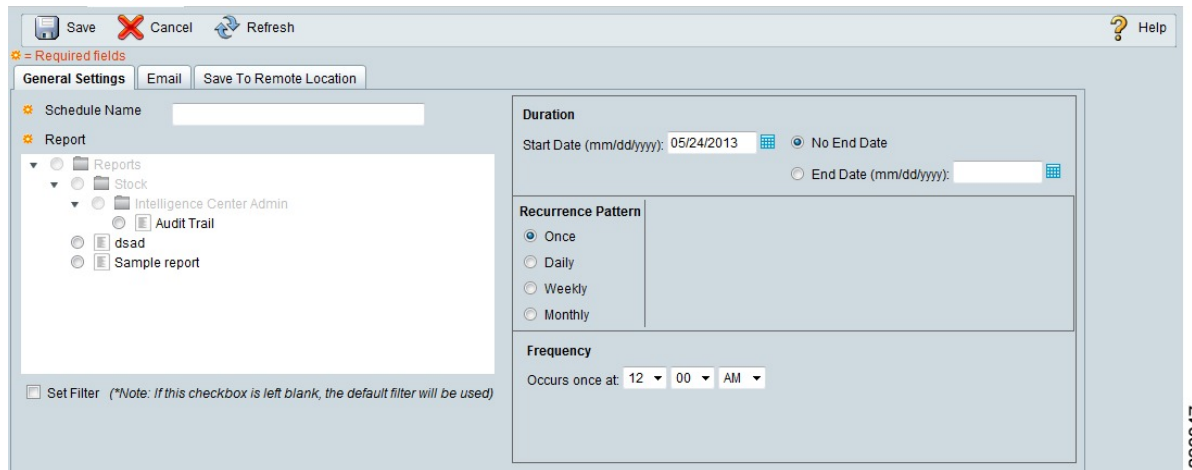 Save Cancel Refresh Help
= Required fields
General Settings Email Save To Remote Location
Schedule Name
Report
Reports
Stock
Intelligence Center Admin
Audit Trail
dsad
Sample report
Set Filter (*Note: If this checkbox is left blank, the default filter will be used)
Duration
Start Date (mm/dd/yyyy): 05/24/2013 No End Date
End Date (mm/dd/yyyy):
Recurrence Pattern
Once
Daily
Weekly
Monthly
Frequency
Occurs once at: 12 00 AM